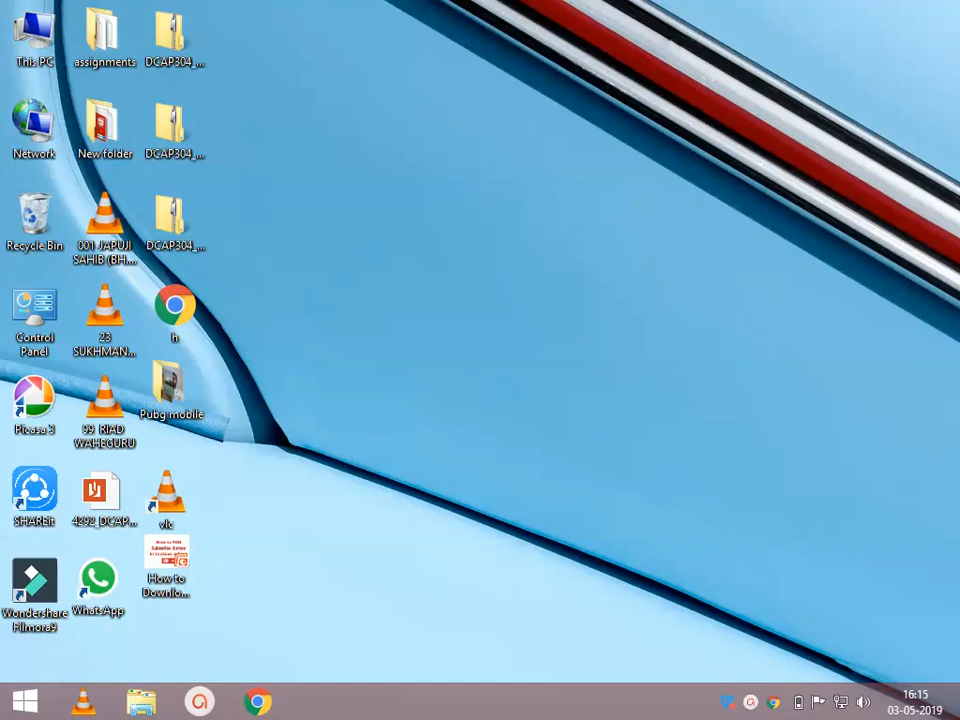 This PC
assignments
DCAP304_...
Network
New folder
DCAP304_...
Recycle Bin
001 JAPUJI
SAHIB (BH...
DCAP304_...
Control
Panel
23
SUKHMAN...
h
Picasa 3
99 RIAD
WAHEGURU
Pubg mobile
SHAREit
4292_DCAP...
vlc
Wondershare
Filmora9
WhatsApp
How to
Downlo...
16:15
03-05-2019